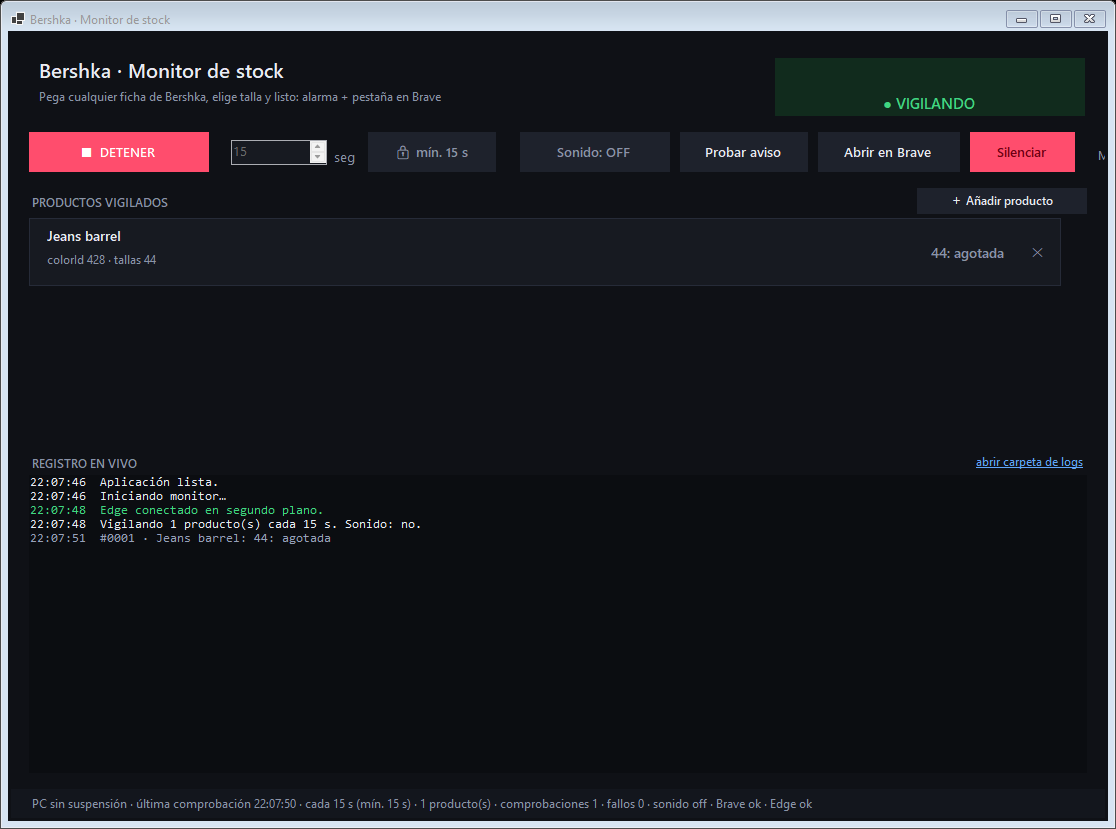 Bershka · Monitor de stock
Bershka · Monitor de stock
Pega cualquier ficha de Bershka, elige talla y listo: alarma + pestaña en Brave
● VIGILANDO
DETENER
15
seg
mín. 15 s
Sonido: OFF
Probar aviso
Abrir en Brave
Silenciar
PRODUCTOS VIGILADOS
+ Añadir producto
Jeans barrel
colorId 428 · tallas 44
44: agotada
REGISTRO EN VIVO
abrir carpeta de logs
22:07:46 Aplicación lista.
22:07:46 Iniciando monitor…
22:07:48 Edge conectado en segundo plano.
22:07:48 Vigilando 1 producto(s) cada 15 s. Sonido: no.
22:07:51 #0001 · Jeans barrel: 44: agotada
PC sin suspensión · última comprobación 22:07:50 · cada 15 s (mín. 15 s) · 1 producto(s) · comprobaciones 1 · fallos 0 · sonido off · Brave ok · Edge ok